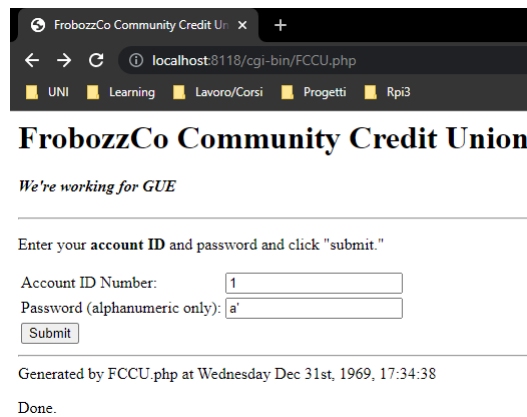 FrobozzCo Community Credit Un
localhost:8118/cgi-bin/FCCU.php
UNI Learning Lavoro/Corsi Progetti Rpi3
FrobozzCo Community Credit Union
We're working for GUE
Enter your account ID and password and click "submit."
Account ID Number: 1
Password (alphanumeric only): a'
Submit
Generated by FCCU.php at Wednesday Dec 31st, 1969, 17:34:38
Done.